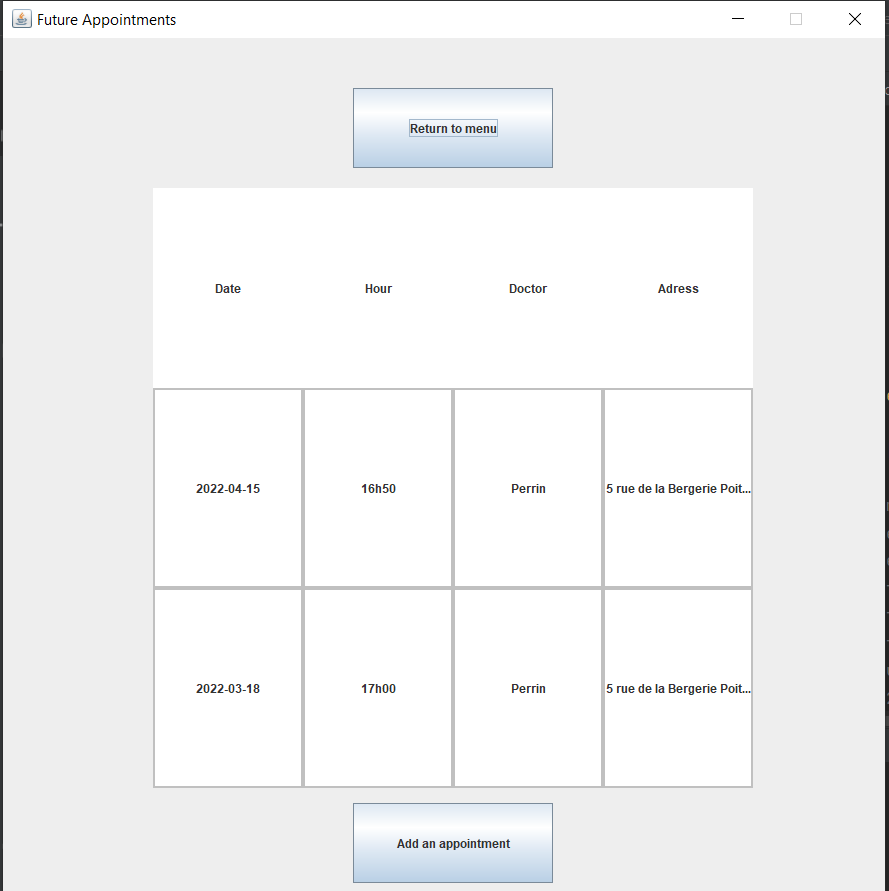 Future Appointments
Return to menu
Date Hour Doctor Adress
2022-04-15 16h50 Perrin 5 rue de la Bergerie Poit...
2022-03-18 17h00 Perrin 5 rue de la Bergerie Poit...
Add an appointment